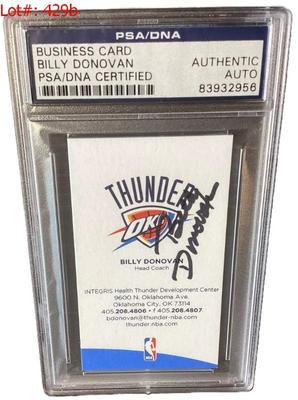 Lot#: 429b
PSA/DNA
BUSINESS CARD
BILLY DONOVAN
PSA/DNA CERTIFIED
AUTHENTIC
AUTO
83932956
THUNDER
OKC
BILLY DONOVAN
Head Coach
INTEGRIS Health Thunder Development Center
9600 N. Oklahoma Ave.
Oklahoma City, OK 73114
405.208.4806 • f 405.208.4807
bdonovan@thunder-nba.com
thunder.nba.com
NBA